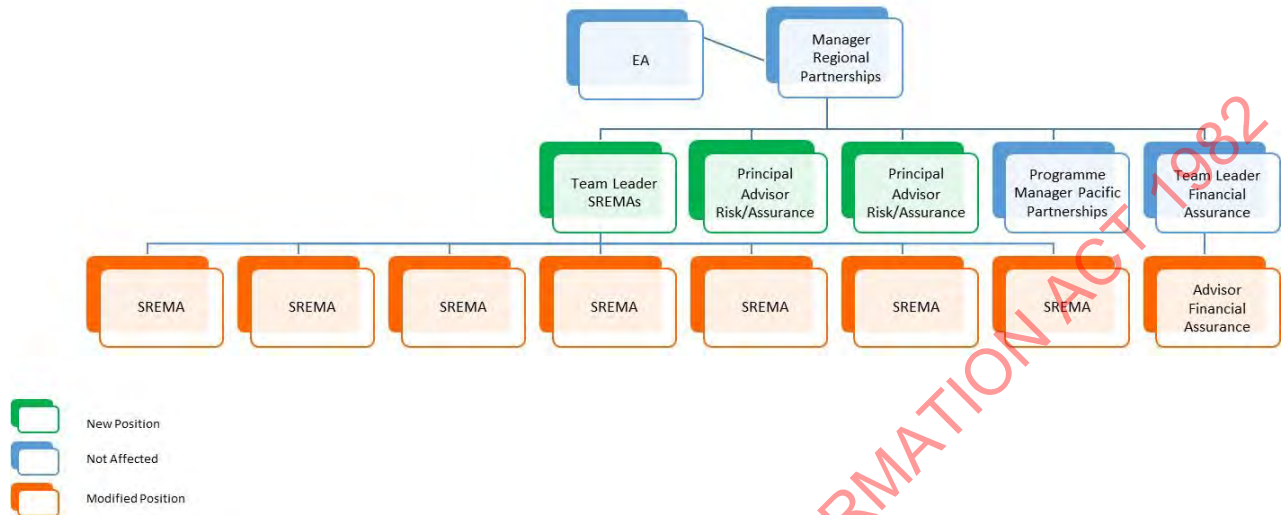 EA
Manager
Regional
Partnerships
Team Leader
SREMAs
Principal
Advisor
Risk/Assurance
Principal
Advisor
Risk/Assurance
Programme
Manager Pacific
Partnerships
Team Leader
Financial
Assurance
SREMA
SREMA
SREMA
SREMA
SREMA
SREMA
SREMA
Advisor
Financial
Assurance
New Position
Not Affected
Modified Position
RMATION ACT 1982